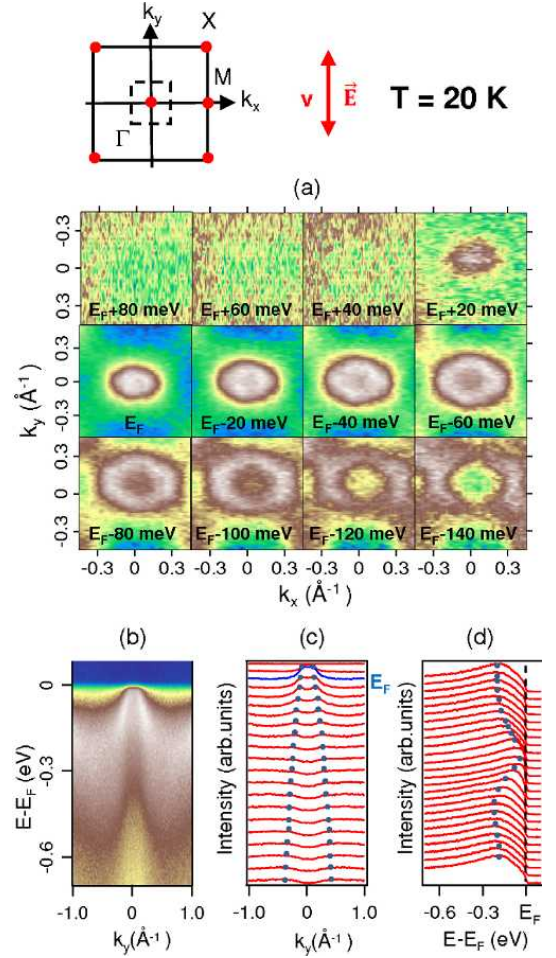 k_y X
M
k_x
Γ
v E T = 20 K
(a)
-0.3 0 0.3
E_F+80 meV E_F+60 meV E_F+40 meV E_F+20 meV
-0.3 0 0.3
E_F E_F-20 meV E_F-40 meV E_F-60 meV
-0.3 0 0.3
E_F-80 meV E_F-100 meV E_F-120 meV E_F-140 meV
k_y (Å⁻¹)
-0.3 0 0.3 -0.3 0 0.3 -0.3 0 0.3 -0.3 0 0.3
k_x (Å⁻¹)
(b) (c) (d)
E-E_F (eV)
0
-0.3
-0.6
-1.0 0 1.0
k_y(Å⁻¹)
Intensity (arb.units)
E_F
-1.0 0 1.0
k_y(Å⁻¹)
Intensity (arb.units)
-0.6 -0.3 E_F
E-E_F (eV)